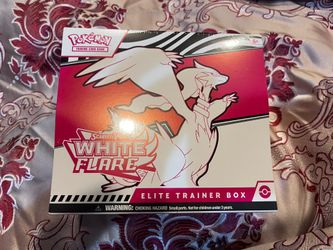 Pokémon
TRADING CARD GAME
WHITE
FLARE
ELITE TRAINER BOX
WARNING: CHOKING HAZARD Small parts. Not for children under 3 years.